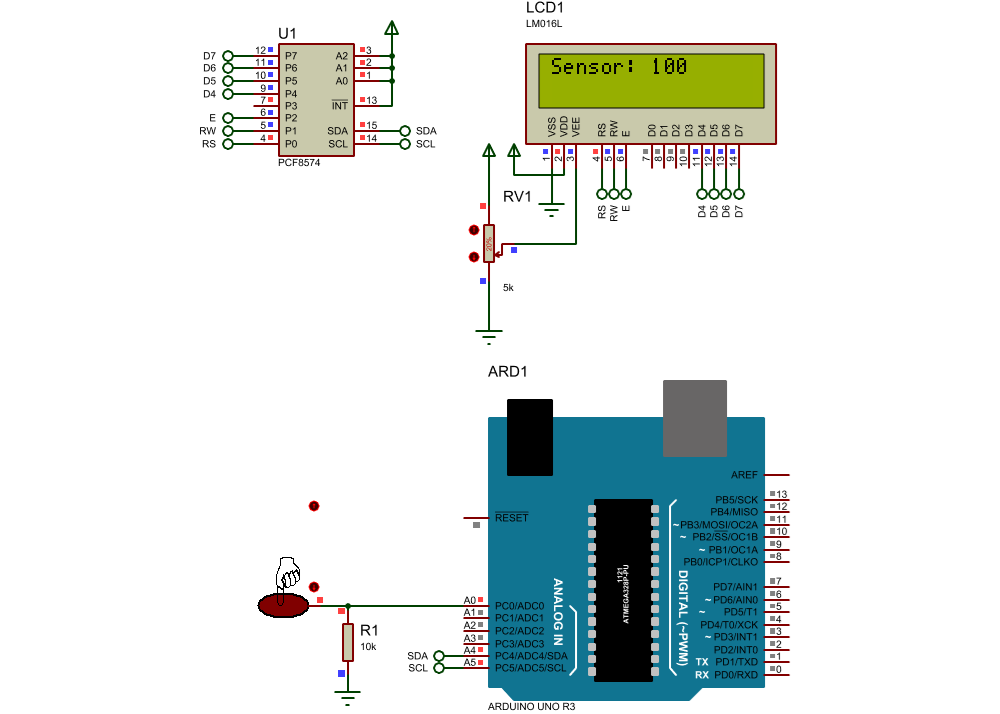 LCD1
LM016L
Sensor: 100
VSS
VDD
VEE
RS
RW
E
D0
D1
D2
D3
D4
D5
D6
D7
1
2
3
4
5
6
7
8
9
10
11
12
13
14
RS
RW
E
D4
D5
D6
D7
U1
D7 12 P7 A2 3
D6 11 P6 A1 2
D5 10 P5 A0 1
D4 9 P4
7 P3 INT 13
E 6 P2
RW 5 P1 SDA 15 SDA
RS 4 P0 SCL 14 SCL
PCF8574
RV1
20%
5k
ARD1
AREF
PB5/SCK 13
PB4/MISO 12
~PB3/MOSI/OC2A 11
~ PB2/SS/OC1B 10
~ PB1/OC1A 9
PB0/ICP1/CLKO 8
PD7/AIN1 7
~ PD6/AIN0 6
~ PD5/T1 5
PD4/T0/XCK 4
~ PD3/INT1 3
PD2/INT0 2
TX PD1/TXD 1
RX PD0/RXD 0
RESET
ANALOG IN
DIGITAL (~PWM)
1121
ATMEGA328P-PU
A0 PC0/ADC0
A1 PC1/ADC1
A2 PC2/ADC2
A3 PC3/ADC3
SDA A4 PC4/ADC4/SDA
SCL A5 PC5/ADC5/SCL
R1
10k
ARDUINO UNO R3